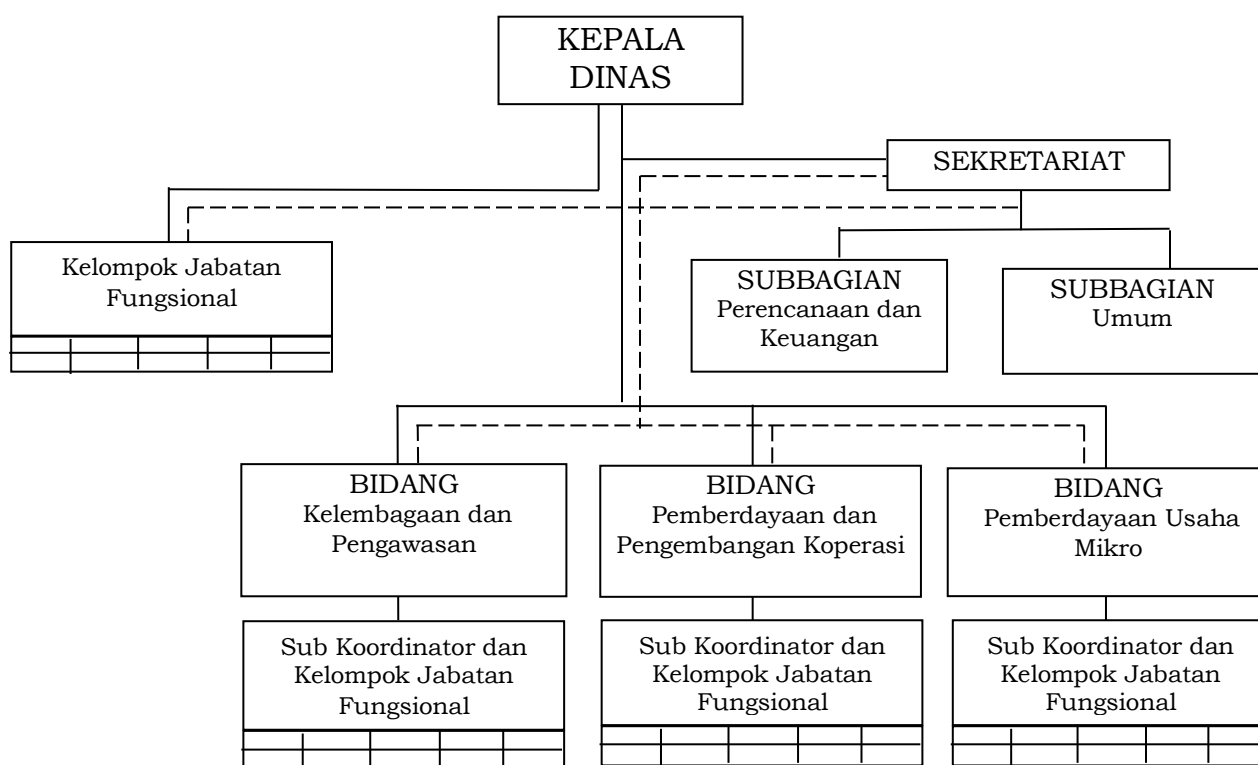 KEPALA
DINAS
SEKRETARIAT
Kelompok Jabatan
Fungsional
SUBBAGIAN
Perencanaan dan
Keuangan
SUBBAGIAN
Umum
BIDANG
Kelembagaan dan
Pengawasan
BIDANG
Pemberdayaan dan
Pengembangan Koperasi
BIDANG
Pemberdayaan Usaha
Mikro
Sub Koordinator dan
Kelompok Jabatan
Fungsional
Sub Koordinator dan
Kelompok Jabatan
Fungsional
Sub Koordinator dan
Kelompok Jabatan
Fungsional